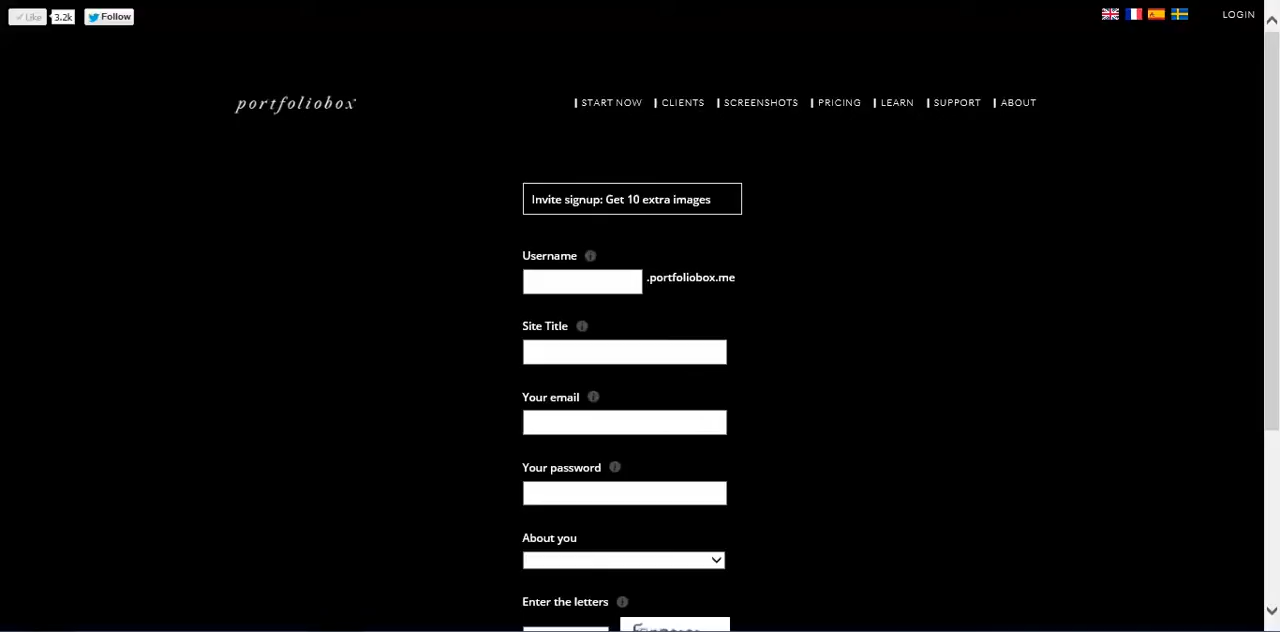 Like 3.2k Follow LOGIN
portfoliobox
START NOW CLIENTS SCREENSHOTS PRICING LEARN SUPPORT ABOUT
Invite signup: Get 10 extra images
Username
.portfoliobox.me
Site Title
Your email
Your password
About you
Enter the letters